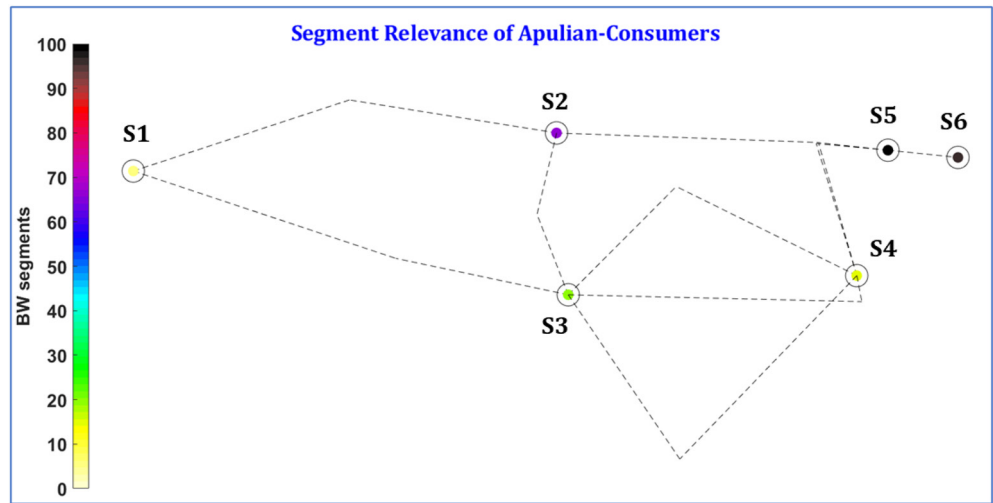 Segment Relevance of Apulian-Consumers
100
90
80
70
60
50
40
30
20
10
0
BW segments
S1
S2
S3
S4
S5
S6